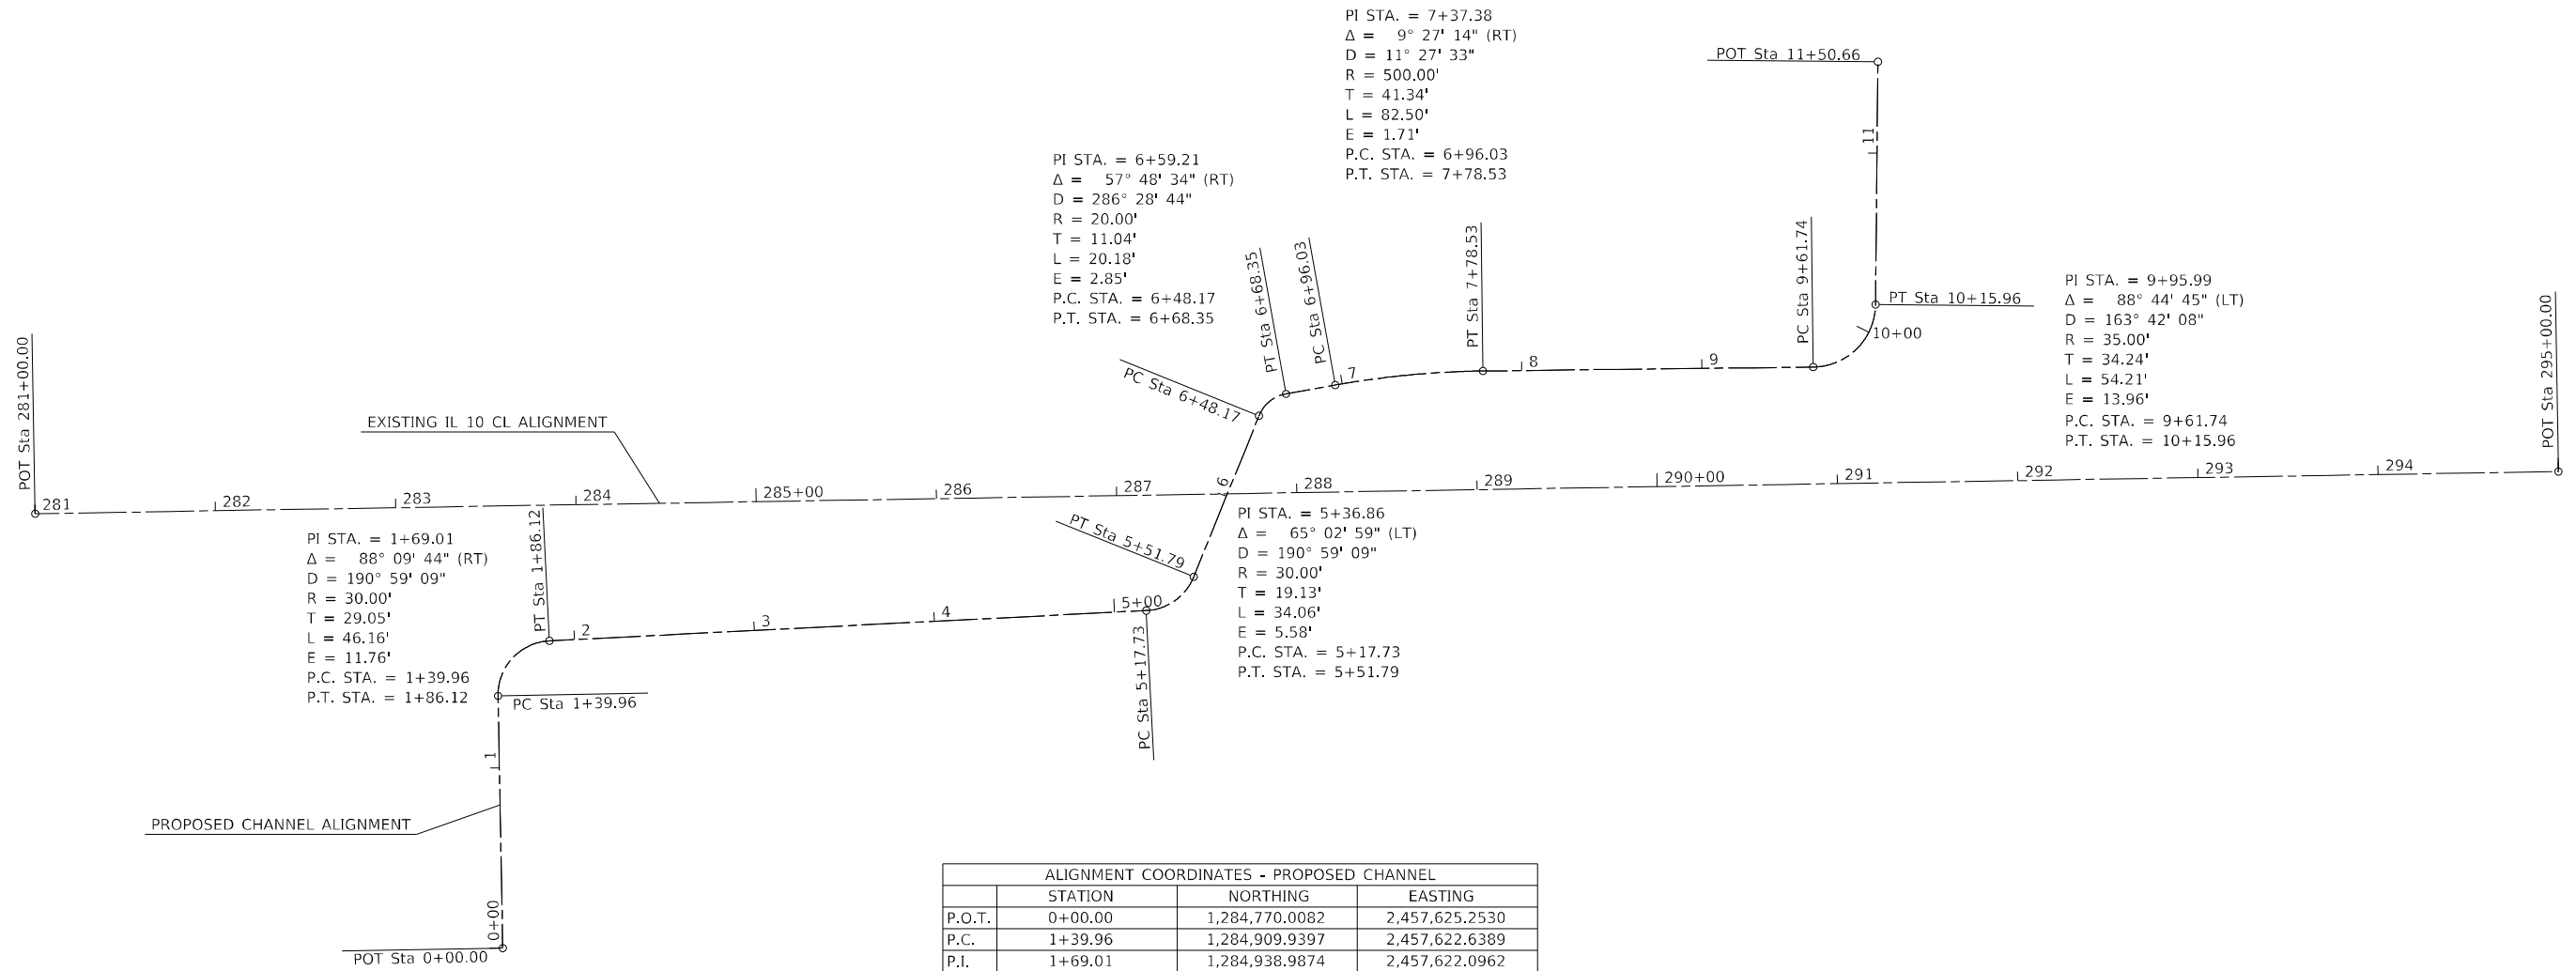 PI STA. = 7+37.38
Δ = 9° 27' 14" (RT)
D = 11° 27' 33"
R = 500.00'
T = 41.34'
L = 82.50'
E = 1.71'
P.C. STA. = 6+96.03
P.T. STA. = 7+78.53
POT Sta 11+50.66
PI STA. = 6+59.21
Δ = 57° 48' 34" (RT)
D = 286° 28' 44"
R = 20.00'
T = 11.04'
L = 20.18'
E = 2.85'
P.C. STA. = 6+48.17
P.T. STA. = 6+68.35
PI STA. = 9+95.99
Δ = 88° 44' 45" (LT)
D = 163° 42' 08"
R = 35.00'
T = 34.24'
L = 54.21'
E = 13.96'
P.C. STA. = 9+61.74
P.T. STA. = 10+15.96
11
PT Sta 10+15.96
10+00
PT Sta 6+68.35
PC Sta 6+96.03
PT Sta 7+78.53
PC Sta 9+61.74
7
8
9
PC Sta 6+48.17
POT Sta 281+00.00
POT Sta 295+00.00
EXISTING IL 10 CL ALIGNMENT
281
282
283
284
285+00
286
287
288
289
290+00
291
292
293
294
6
PI STA. = 1+69.01
Δ = 88° 09' 44" (RT)
D = 190° 59' 09"
R = 30.00'
T = 29.05'
L = 46.16'
E = 11.76'
P.C. STA. = 1+39.96
P.T. STA. = 1+86.12
PT Sta 1+86.12
PT Sta 5+51.79
PI STA. = 5+36.86
Δ = 65° 02' 59" (LT)
D = 190° 59' 09"
R = 30.00'
T = 19.13'
L = 34.06'
E = 5.58'
P.C. STA. = 5+17.73
P.T. STA. = 5+51.79
2
3
4
5+00
PC Sta 5+17.73
PC Sta 1+39.96
1
PROPOSED CHANNEL ALIGNMENT
0+00
POT Sta 0+00.00
ALIGNMENT COORDINATES - PROPOSED CHANNEL
STATION NORTHING EASTING
P.O.T. 0+00.00 1,284,770.0082 2,457,625.2530
P.C. 1+39.96 1,284,909.9397 2,457,622.6389
P.I. 1+69.01 1,284,938.9874 2,457,622.0962